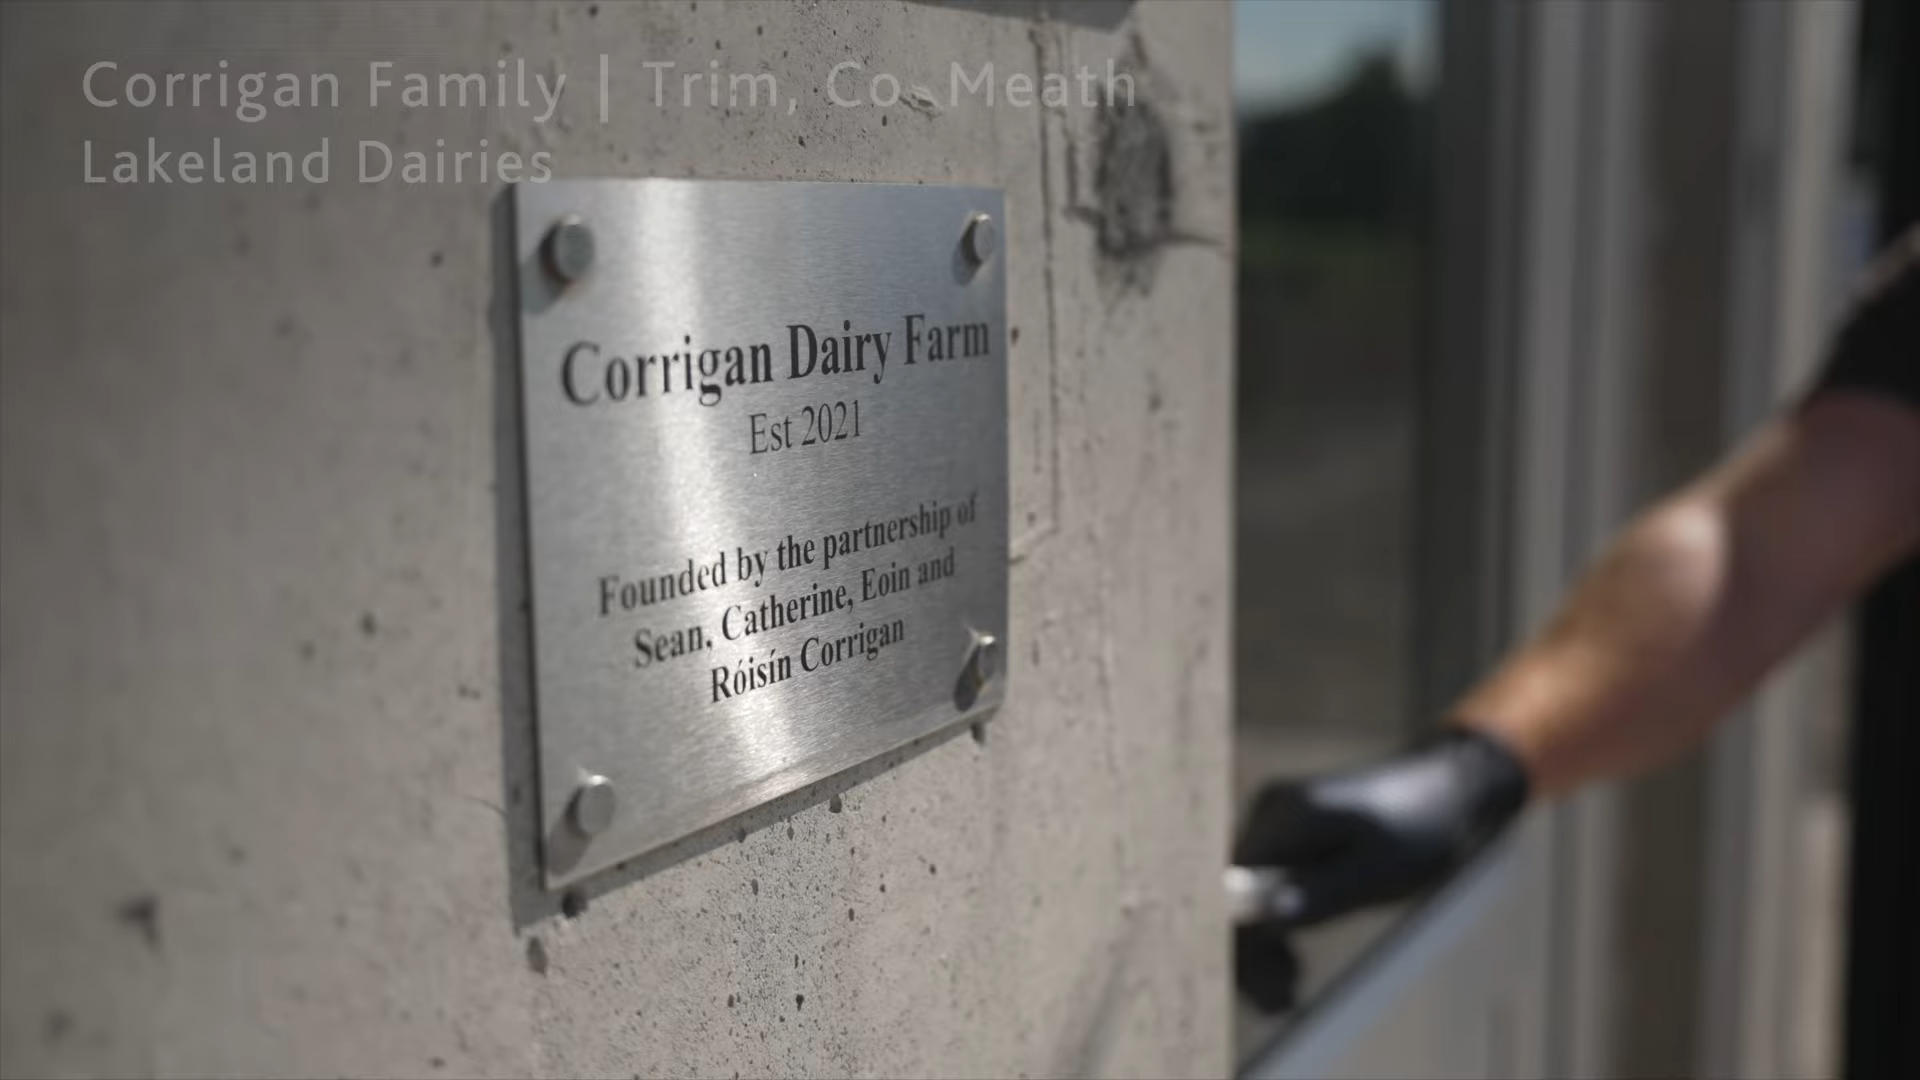 Corrigan Family | Trim, Co. Meath
Lakeland Dairies
Corrigan Dairy Farm
Est 2021
Founded by the partnership of
Sean, Catherine, Eoin and
Róisín Corrigan